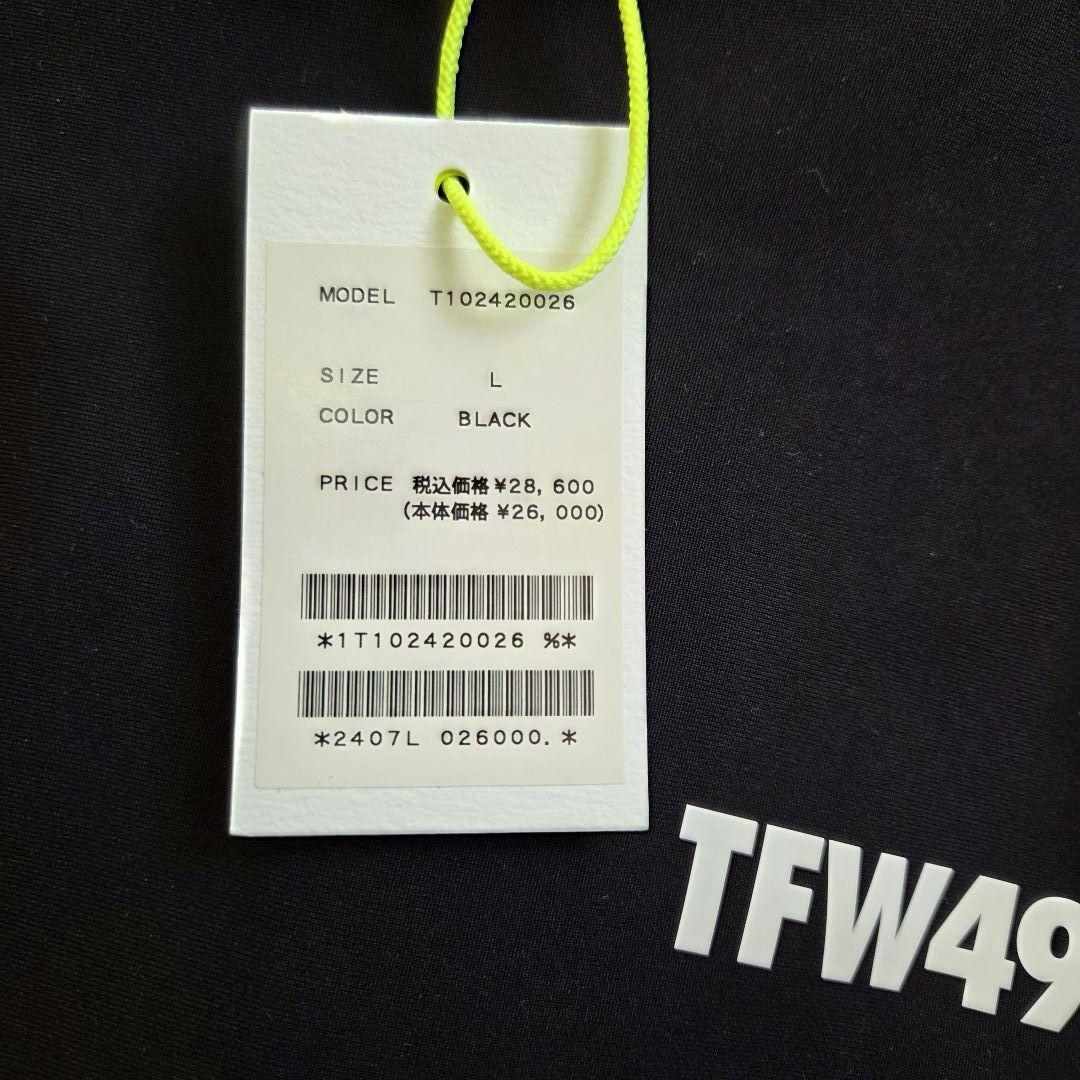 MODEL T102420026
SIZE L
COLOR BLACK
PRICE 税込価格 ¥28,600
(本体価格 ¥26,000)
*1T102420026 %*
*2407L 026000.*
TFW49